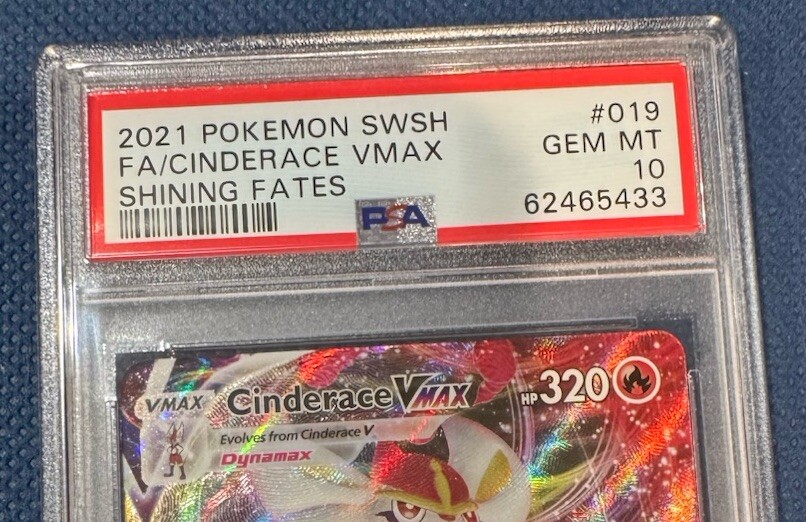 2021 POKEMON SWSH #019
FA/CINDERACE VMAX GEM MT
SHINING FATES 10
62465433
PSA
VMAX Cinderace VMAX HP 320
Evolves from Cinderace V
Dynamax